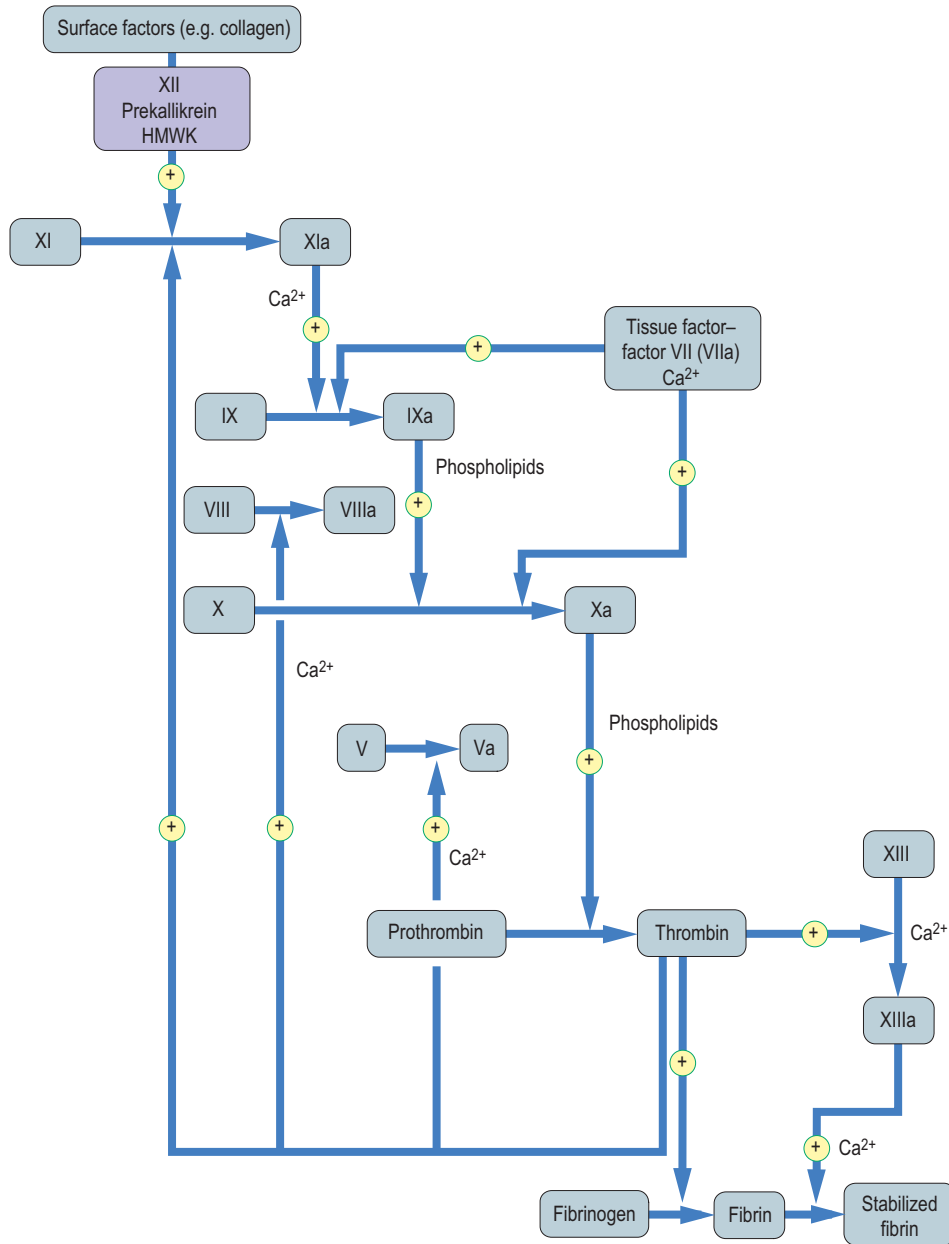 Surface factors (e.g. collagen)
XII
Prekallikrein
HMWK
+
XI
XIa
Ca²⁺
+
Tissue factor–
factor VII (VIIa)
Ca²⁺
+
IX
IXa
Phospholipids
+
+
VIII
VIIIa
X
Xa
Ca²⁺
Phospholipids
V
Va
+
+
+
+
Ca²⁺
XIII
Prothrombin
Thrombin
+
Ca²⁺
XIIIa
+
+
Ca²⁺
Fibrinogen
Fibrin
Stabilized
fibrin